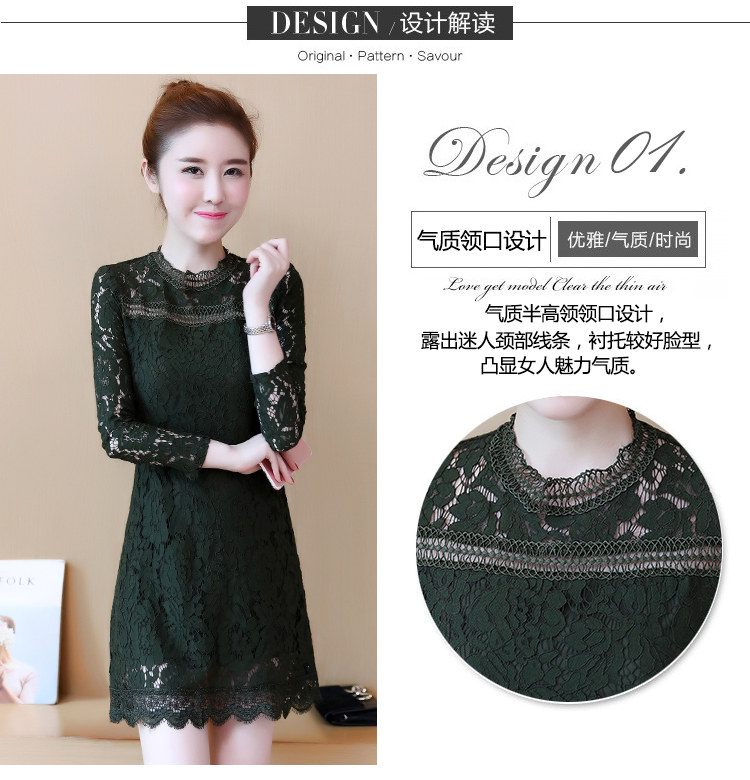 DESIGN / 设计解读
Original · Pattern · Savour
Design 01.
气质领口设计 优雅/气质/时尚
Love get model Clear the thin air
气质半高领领口设计，
露出迷人颈部线条，衬托较好脸型，
凸显女人魅力气质。
FOLK